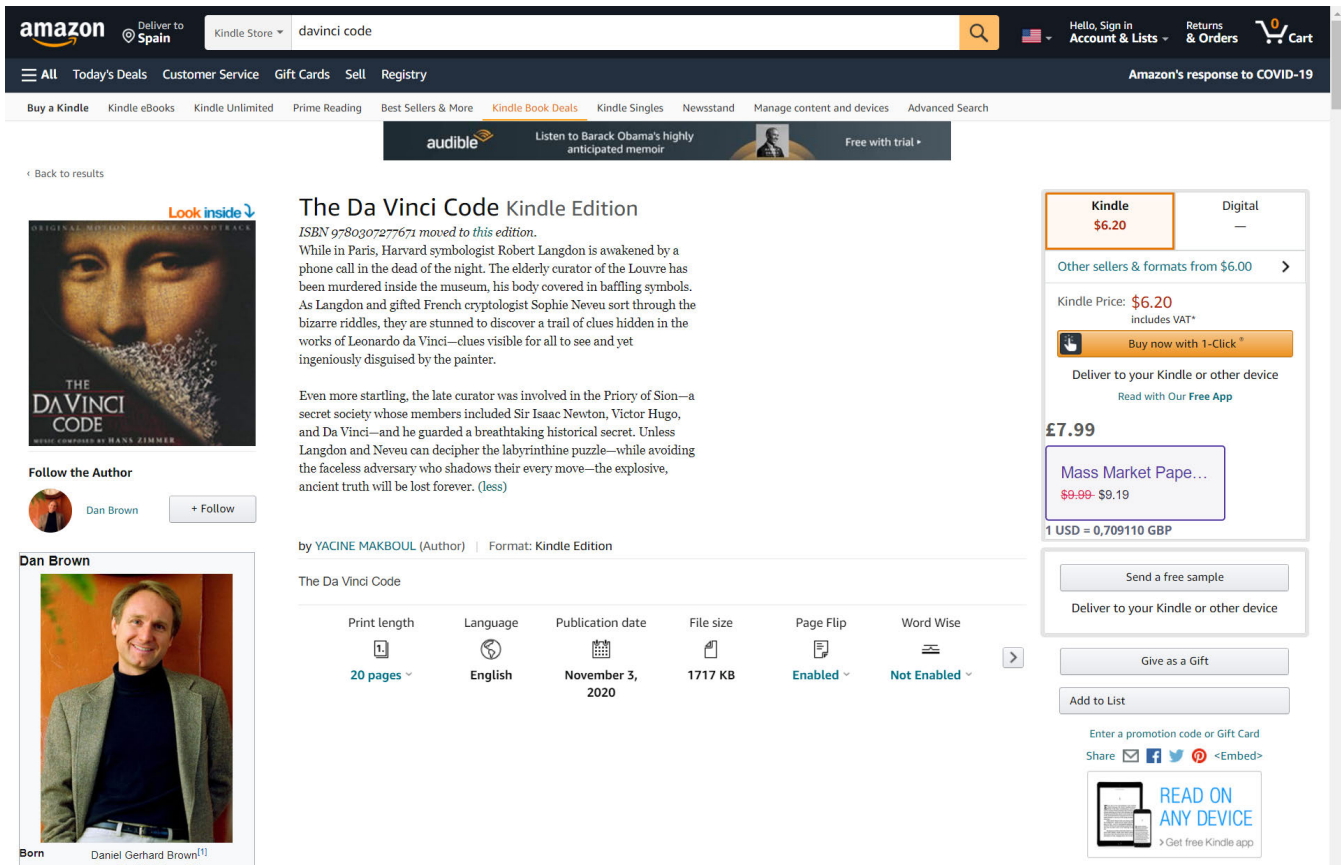 amazon
Deliver to
Spain
Kindle Store
davinci code
Hello, Sign in
Account & Lists
Returns
& Orders
0
Cart
All Today's Deals Customer Service Gift Cards Sell Registry
Amazon's response to COVID-19
Buy a Kindle Kindle eBooks Kindle Unlimited Prime Reading Best Sellers & More Kindle Book Deals Kindle Singles Newsstand Manage content and devices Advanced Search
audible
Listen to Barack Obama's highly
anticipated memoir
Free with trial ▸
‹ Back to results
Look inside
ORIGINAL MOTION PICTURE SOUNDTRACK
THE
DA VINCI
CODE
MUSIC COMPOSED BY HANS ZIMMER
Follow the Author
Dan Brown
+ Follow
Dan Brown
Born Daniel Gerhard Brown[1]
The Da Vinci Code Kindle Edition
ISBN 9780307277671 moved to this edition.
While in Paris, Harvard symbologist Robert Langdon is awakened by a
phone call in the dead of the night. The elderly curator of the Louvre has
been murdered inside the museum, his body covered in baffling symbols.
As Langdon and gifted French cryptologist Sophie Neveu sort through the
bizarre riddles, they are stunned to discover a trail of clues hidden in the
works of Leonardo da Vinci—clues visible for all to see and yet
ingeniously disguised by the painter.
Even more startling, the late curator was involved in the Priory of Sion—a
secret society whose members included Sir Isaac Newton, Victor Hugo,
and Da Vinci—and he guarded a breathtaking historical secret. Unless
Langdon and Neveu can decipher the labyrinthine puzzle—while avoiding
the faceless adversary who shadows their every move—the explosive,
ancient truth will be lost forever. (less)
by YACINE MAKBOUL (Author) | Format: Kindle Edition
The Da Vinci Code
Print length
1.
20 pages
Language
English
Publication date
November 3,
2020
File size
1717 KB
Page Flip
Enabled
Word Wise
Not Enabled
Kindle
$6.20
Digital
—
Other sellers & formats from $6.00
Kindle Price: $6.20
includes VAT*
Buy now with 1-Click ®
Deliver to your Kindle or other device
Read with Our Free App
£7.99
Mass Market Pape...
$9.99 $9.19
1 USD = 0,709110 GBP
Send a free sample
Deliver to your Kindle or other device
Give as a Gift
Add to List
Enter a promotion code or Gift Card
Share <Embed>
READ ON
ANY DEVICE
› Get free Kindle app